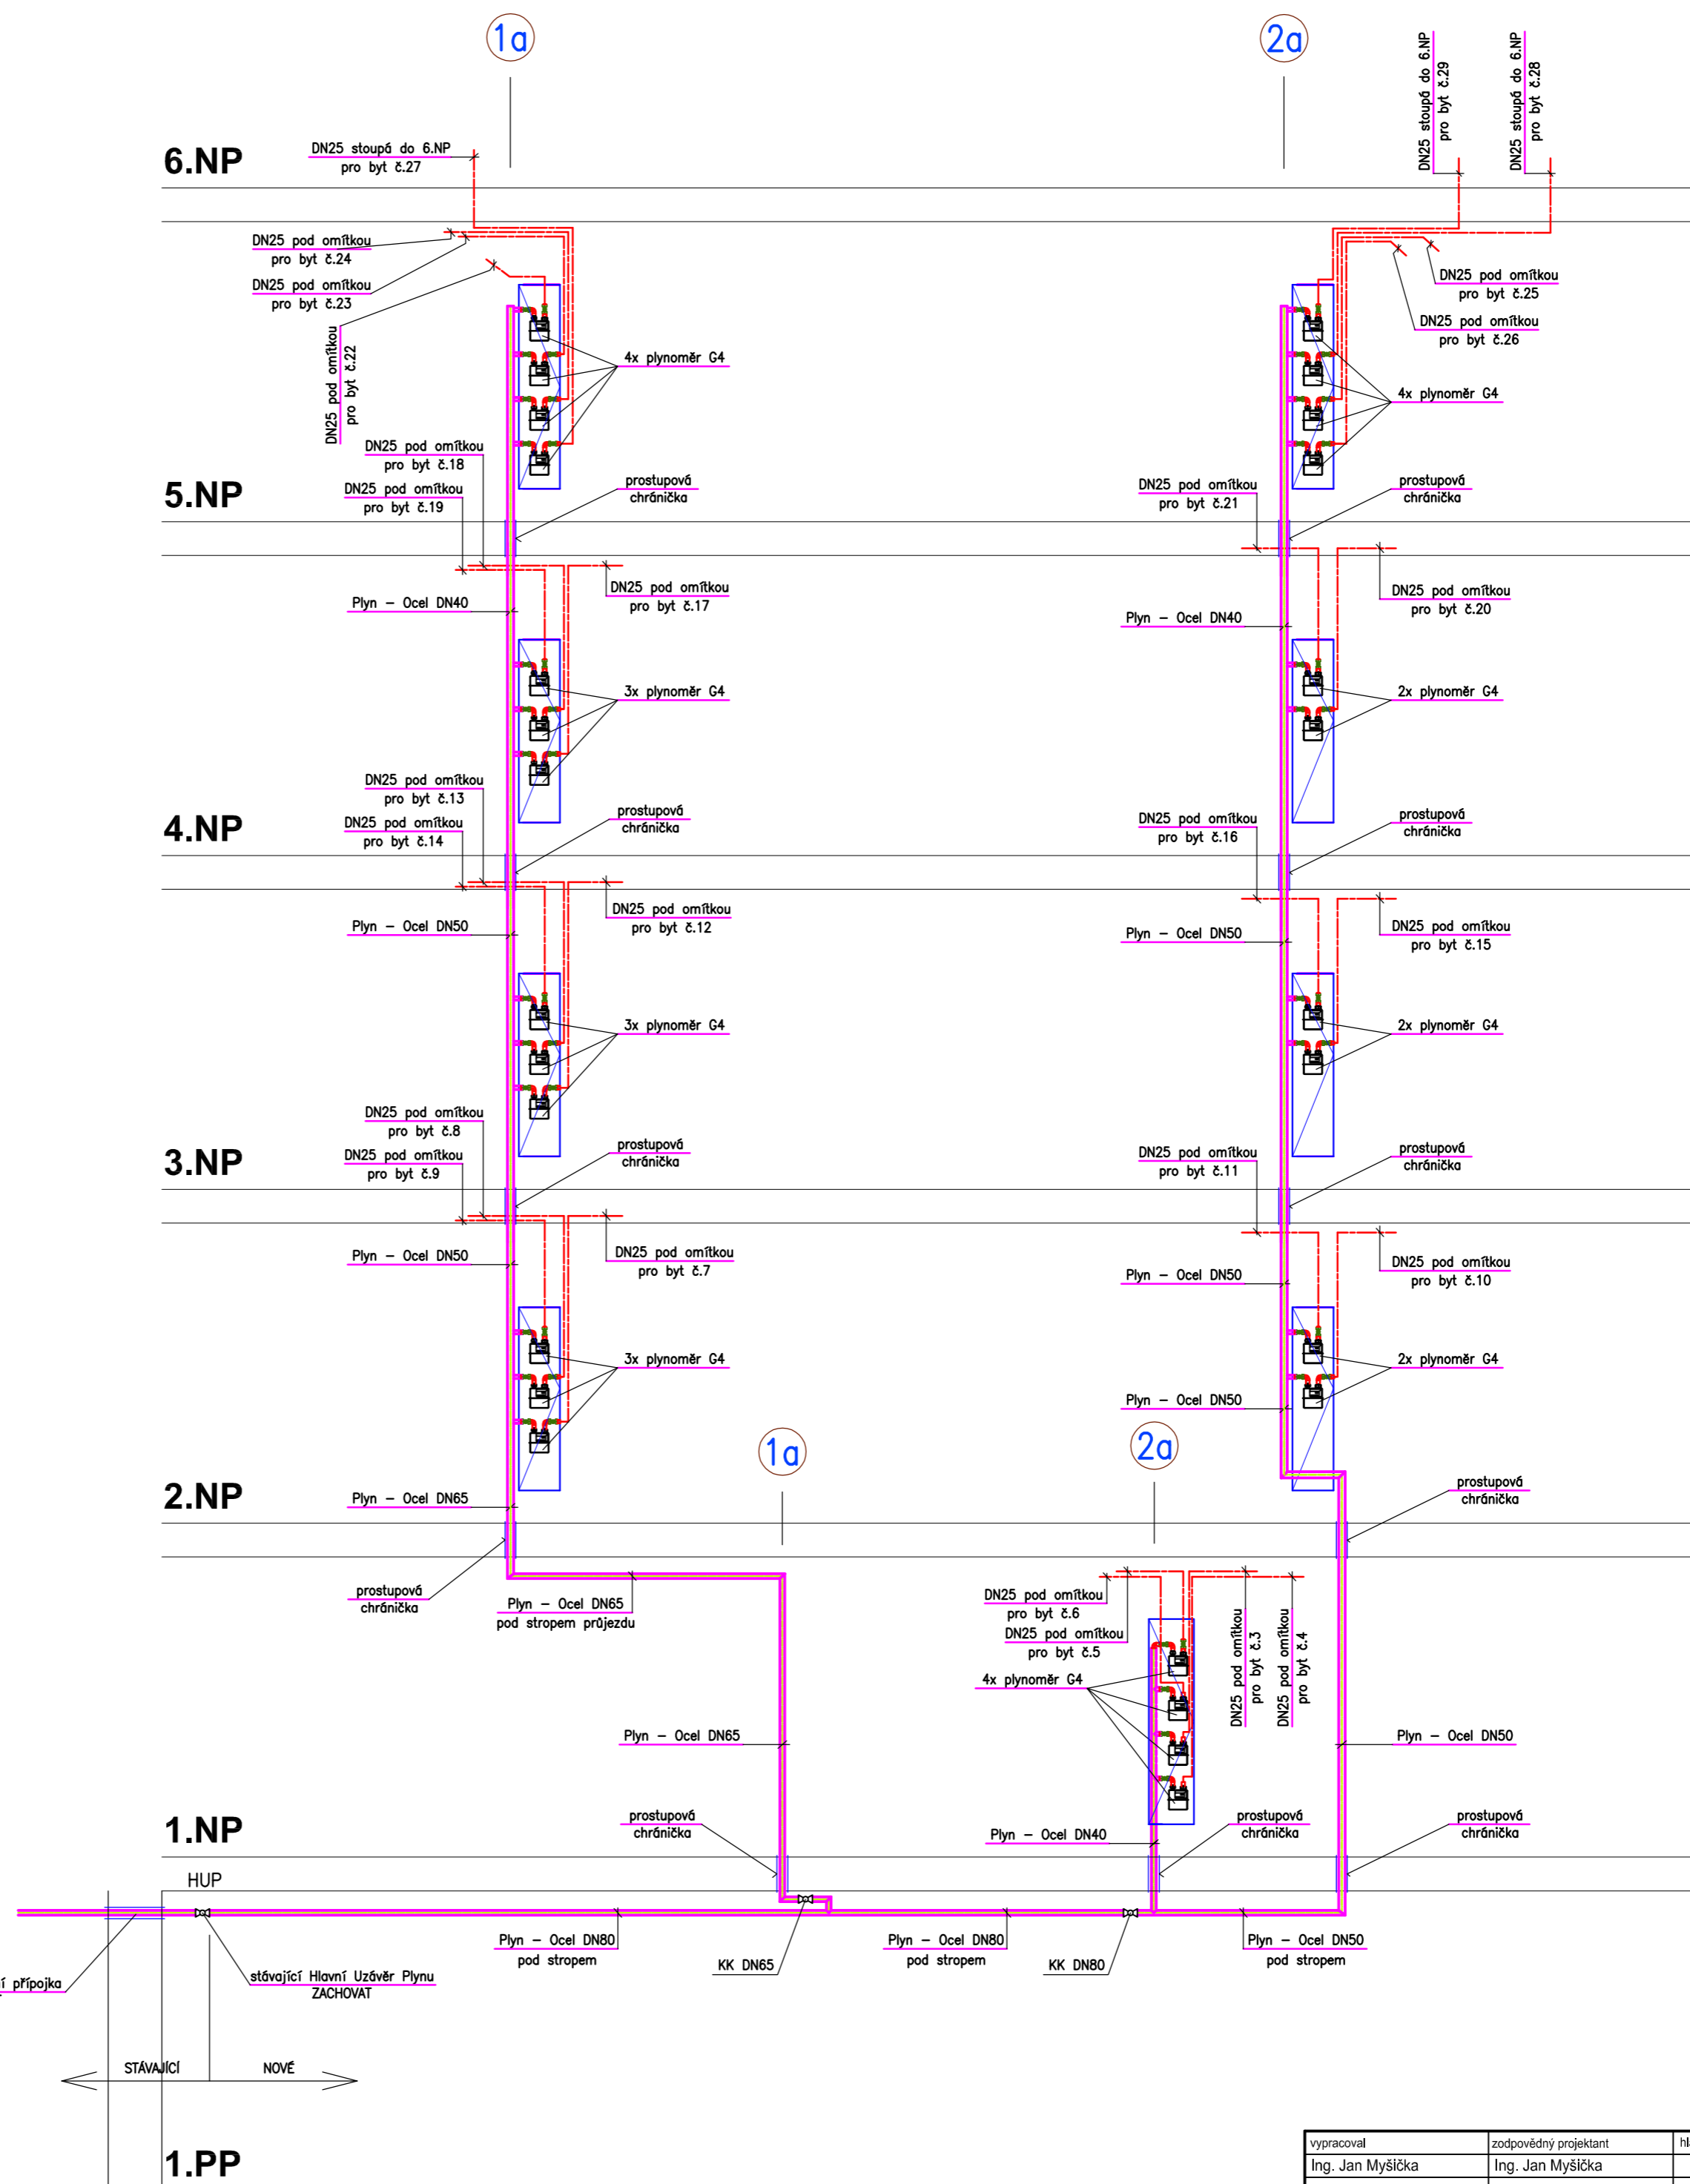 1a
2a
DN25 stoupá do 6.NP
pro byt č.29
DN25 stoupá do 6.NP
pro byt č.28
6.NP
DN25 stoupá do 6.NP
pro byt č.27
DN25 pod omítkou
pro byt č.24
DN25 pod omítkou
pro byt č.23
DN25 pod omítkou
pro byt č.22
4x plynoměr G4
DN25 pod omítkou
pro byt č.25
DN25 pod omítkou
pro byt č.26
4x plynoměr G4
5.NP
DN25 pod omítkou
pro byt č.18
DN25 pod omítkou
pro byt č.19
prostupová
chránička
DN25 pod omítkou
pro byt č.21
prostupová
chránička
Plyn – Ocel DN40
DN25 pod omítkou
pro byt č.17
Plyn – Ocel DN40
DN25 pod omítkou
pro byt č.20
3x plynoměr G4
2x plynoměr G4
4.NP
DN25 pod omítkou
pro byt č.13
DN25 pod omítkou
pro byt č.14
prostupová
chránička
DN25 pod omítkou
pro byt č.16
prostupová
chránička
Plyn – Ocel DN50
DN25 pod omítkou
pro byt č.12
Plyn – Ocel DN50
DN25 pod omítkou
pro byt č.15
3x plynoměr G4
2x plynoměr G4
3.NP
DN25 pod omítkou
pro byt č.8
DN25 pod omítkou
pro byt č.9
prostupová
chránička
DN25 pod omítkou
pro byt č.11
prostupová
chránička
Plyn – Ocel DN50
DN25 pod omítkou
pro byt č.7
Plyn – Ocel DN50
DN25 pod omítkou
pro byt č.10
3x plynoměr G4
2x plynoměr G4
Plyn – Ocel DN50
1a
2a
2.NP
Plyn – Ocel DN65
prostupová
chránička
prostupová
chránička
Plyn – Ocel DN65
pod stropem průjezdu
DN25 pod omítkou
pro byt č.6
DN25 pod omítkou
pro byt č.5
4x plynoměr G4
DN25 pod omítkou
pro byt č.3
DN25 pod omítkou
pro byt č.4
Plyn – Ocel DN65
Plyn – Ocel DN50
1.NP
prostupová
chránička
Plyn – Ocel DN40
prostupová
chránička
prostupová
chránička
HUP
Plyn – Ocel DN80
pod stropem
KK DN65
Plyn – Ocel DN80
pod stropem
KK DN80
Plyn – Ocel DN50
pod stropem
í přípojka
stávající Hlavní Uzávěr Plynu
ZACHOVAT
STÁVAJÍCÍ
NOVÉ
1.PP
vypracoval
zodpovědný projektant
hl
Ing. Jan Myšička
Ing. Jan Myšička